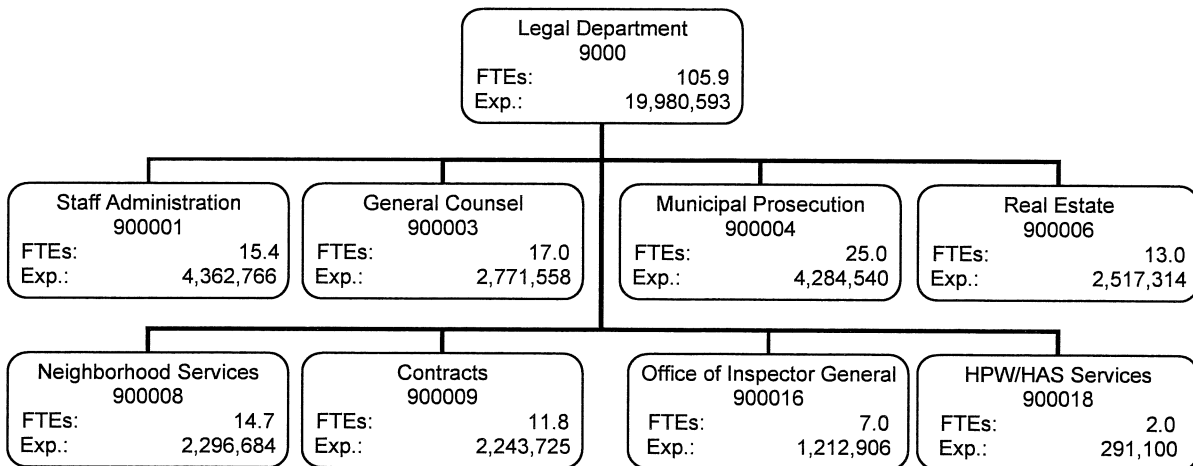 Legal Department
9000
FTEs: 105.9
Exp.: 19,980,593
Staff Administration
900001
FTEs: 15.4
Exp.: 4,362,766
General Counsel
900003
FTEs: 17.0
Exp.: 2,771,558
Municipal Prosecution
900004
FTEs: 25.0
Exp.: 4,284,540
Real Estate
900006
FTEs: 13.0
Exp.: 2,517,314
Neighborhood Services
900008
FTEs: 14.7
Exp.: 2,296,684
Contracts
900009
FTEs: 11.8
Exp.: 2,243,725
Office of Inspector General
900016
FTEs: 7.0
Exp.: 1,212,906
HPW/HAS Services
900018
FTEs: 2.0
Exp.: 291,100